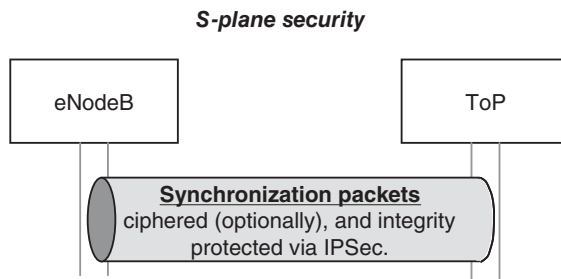 S-plane security
eNodeB
ToP
Synchronization packets
ciphered (optionally), and integrity
protected via IPSec.